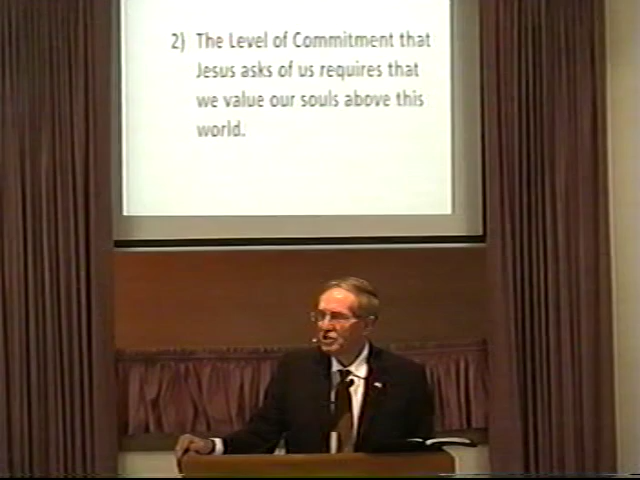 2) The Level of Commitment that
Jesus asks of us requires that
we value our souls above this
world.